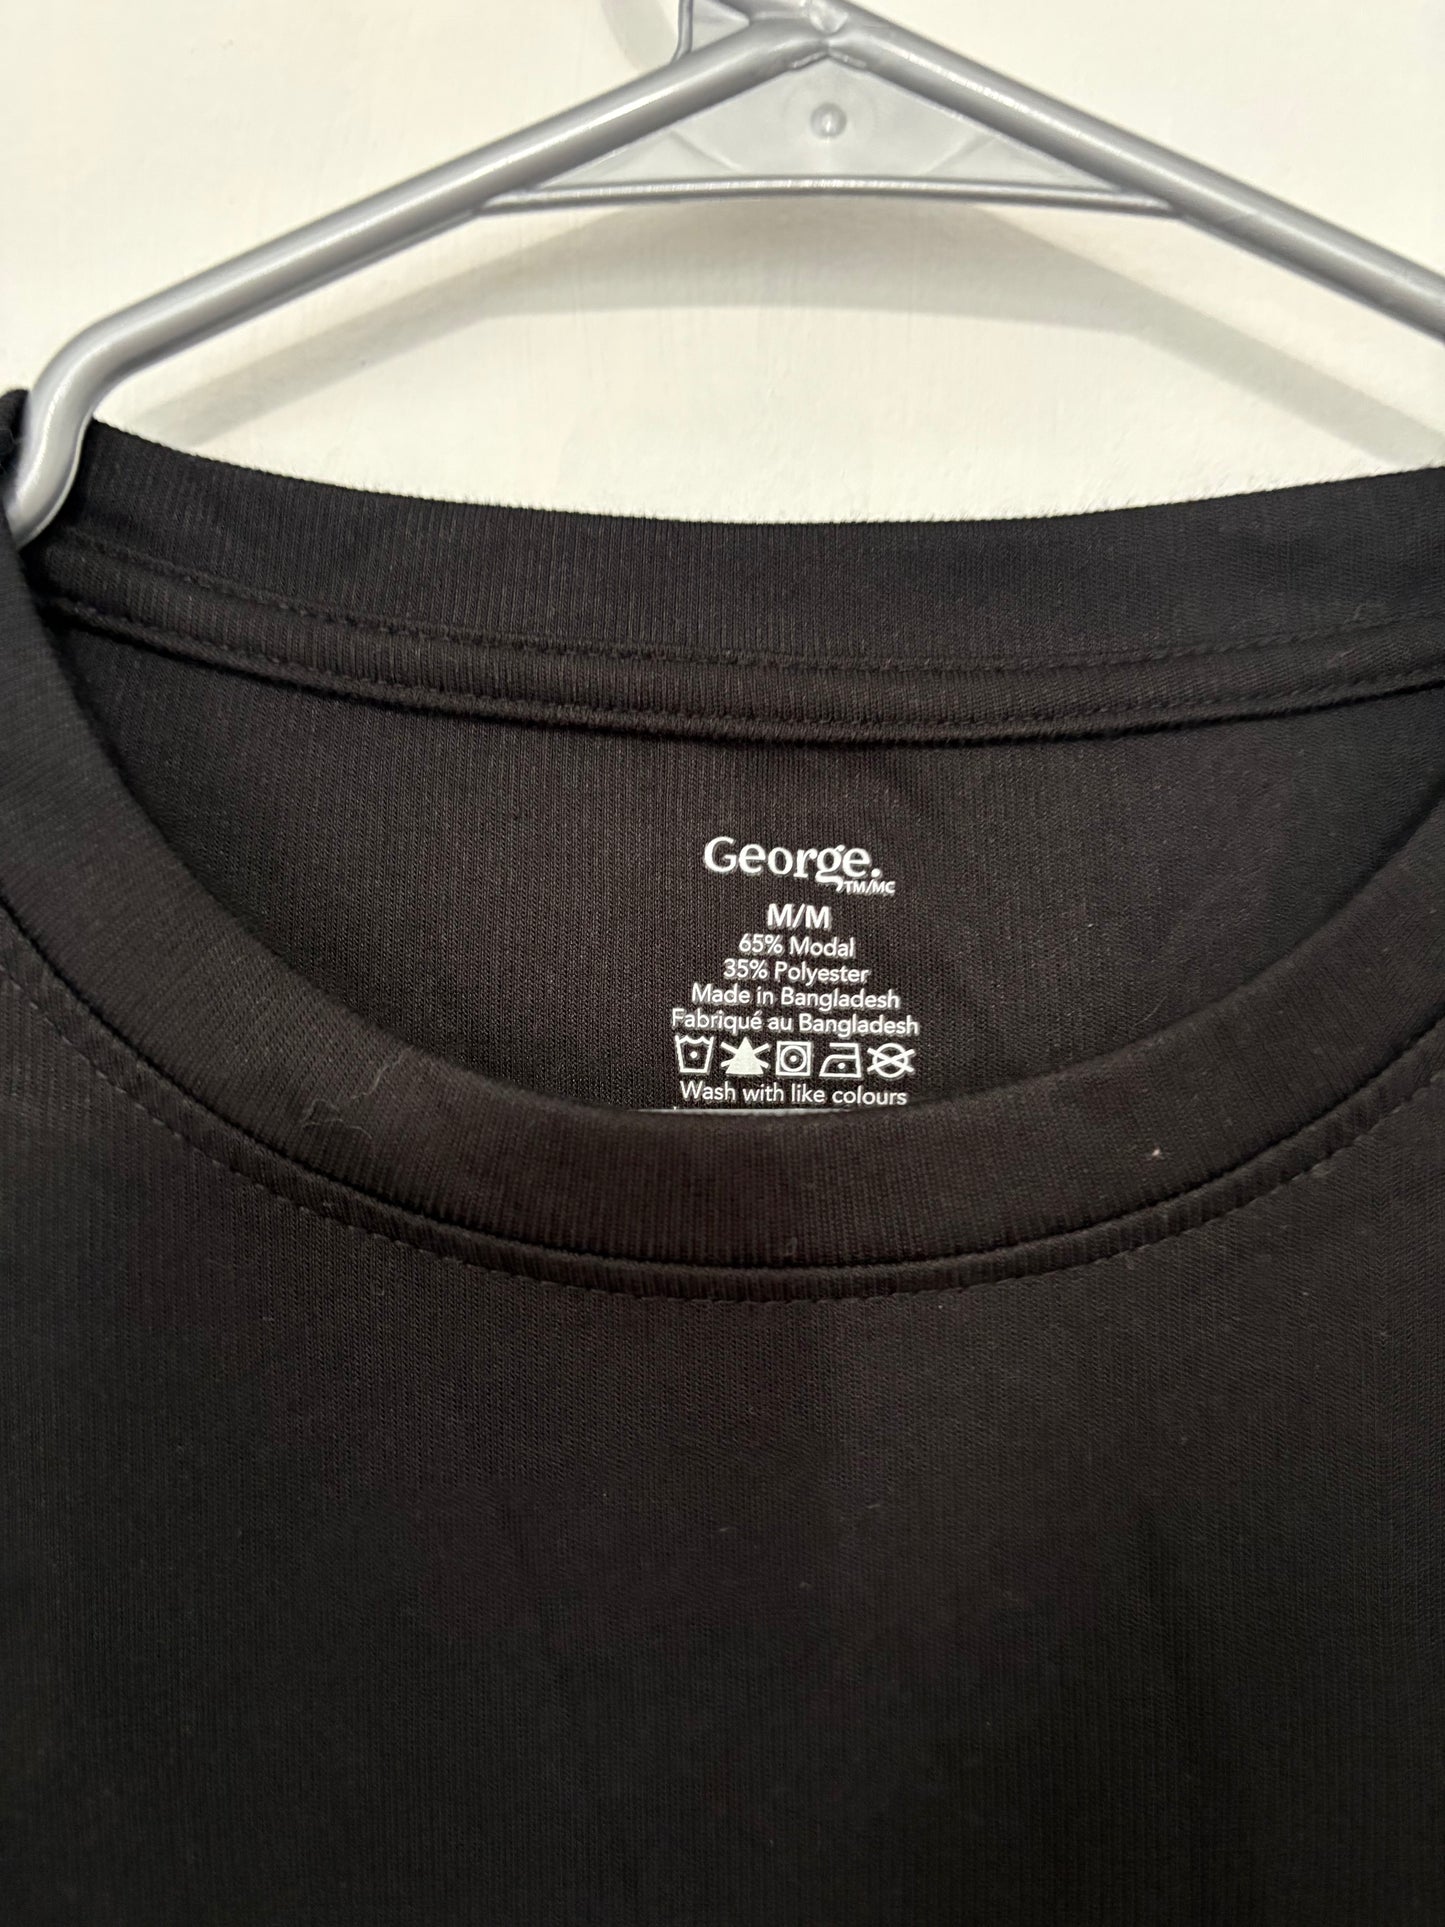 George.
TM/MC
M/M
65% Modal
35% Polyester
Made in Bangladesh
Fabriqué au Bangladesh
Wash with like colours